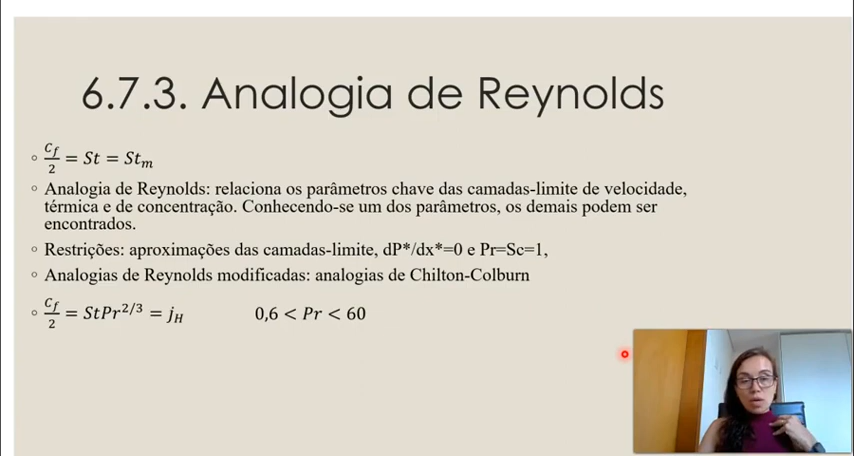 6.7.3. Analogia de Reynolds
◦ C_f/2 = St = St_m
◦ Analogia de Reynolds: relaciona os parâmetros chave das camadas-limite de velocidade,
térmica e de concentração. Conhecendo-se um dos parâmetros, os demais podem ser
encontrados.
◦ Restrições: aproximações das camadas-limite, dP*/dx*=0 e Pr=Sc=1,
◦ Analogias de Reynolds modificadas: analogias de Chilton-Colburn
◦ C_f/2 = StPr^{2/3} = j_H 0,6 < Pr < 60